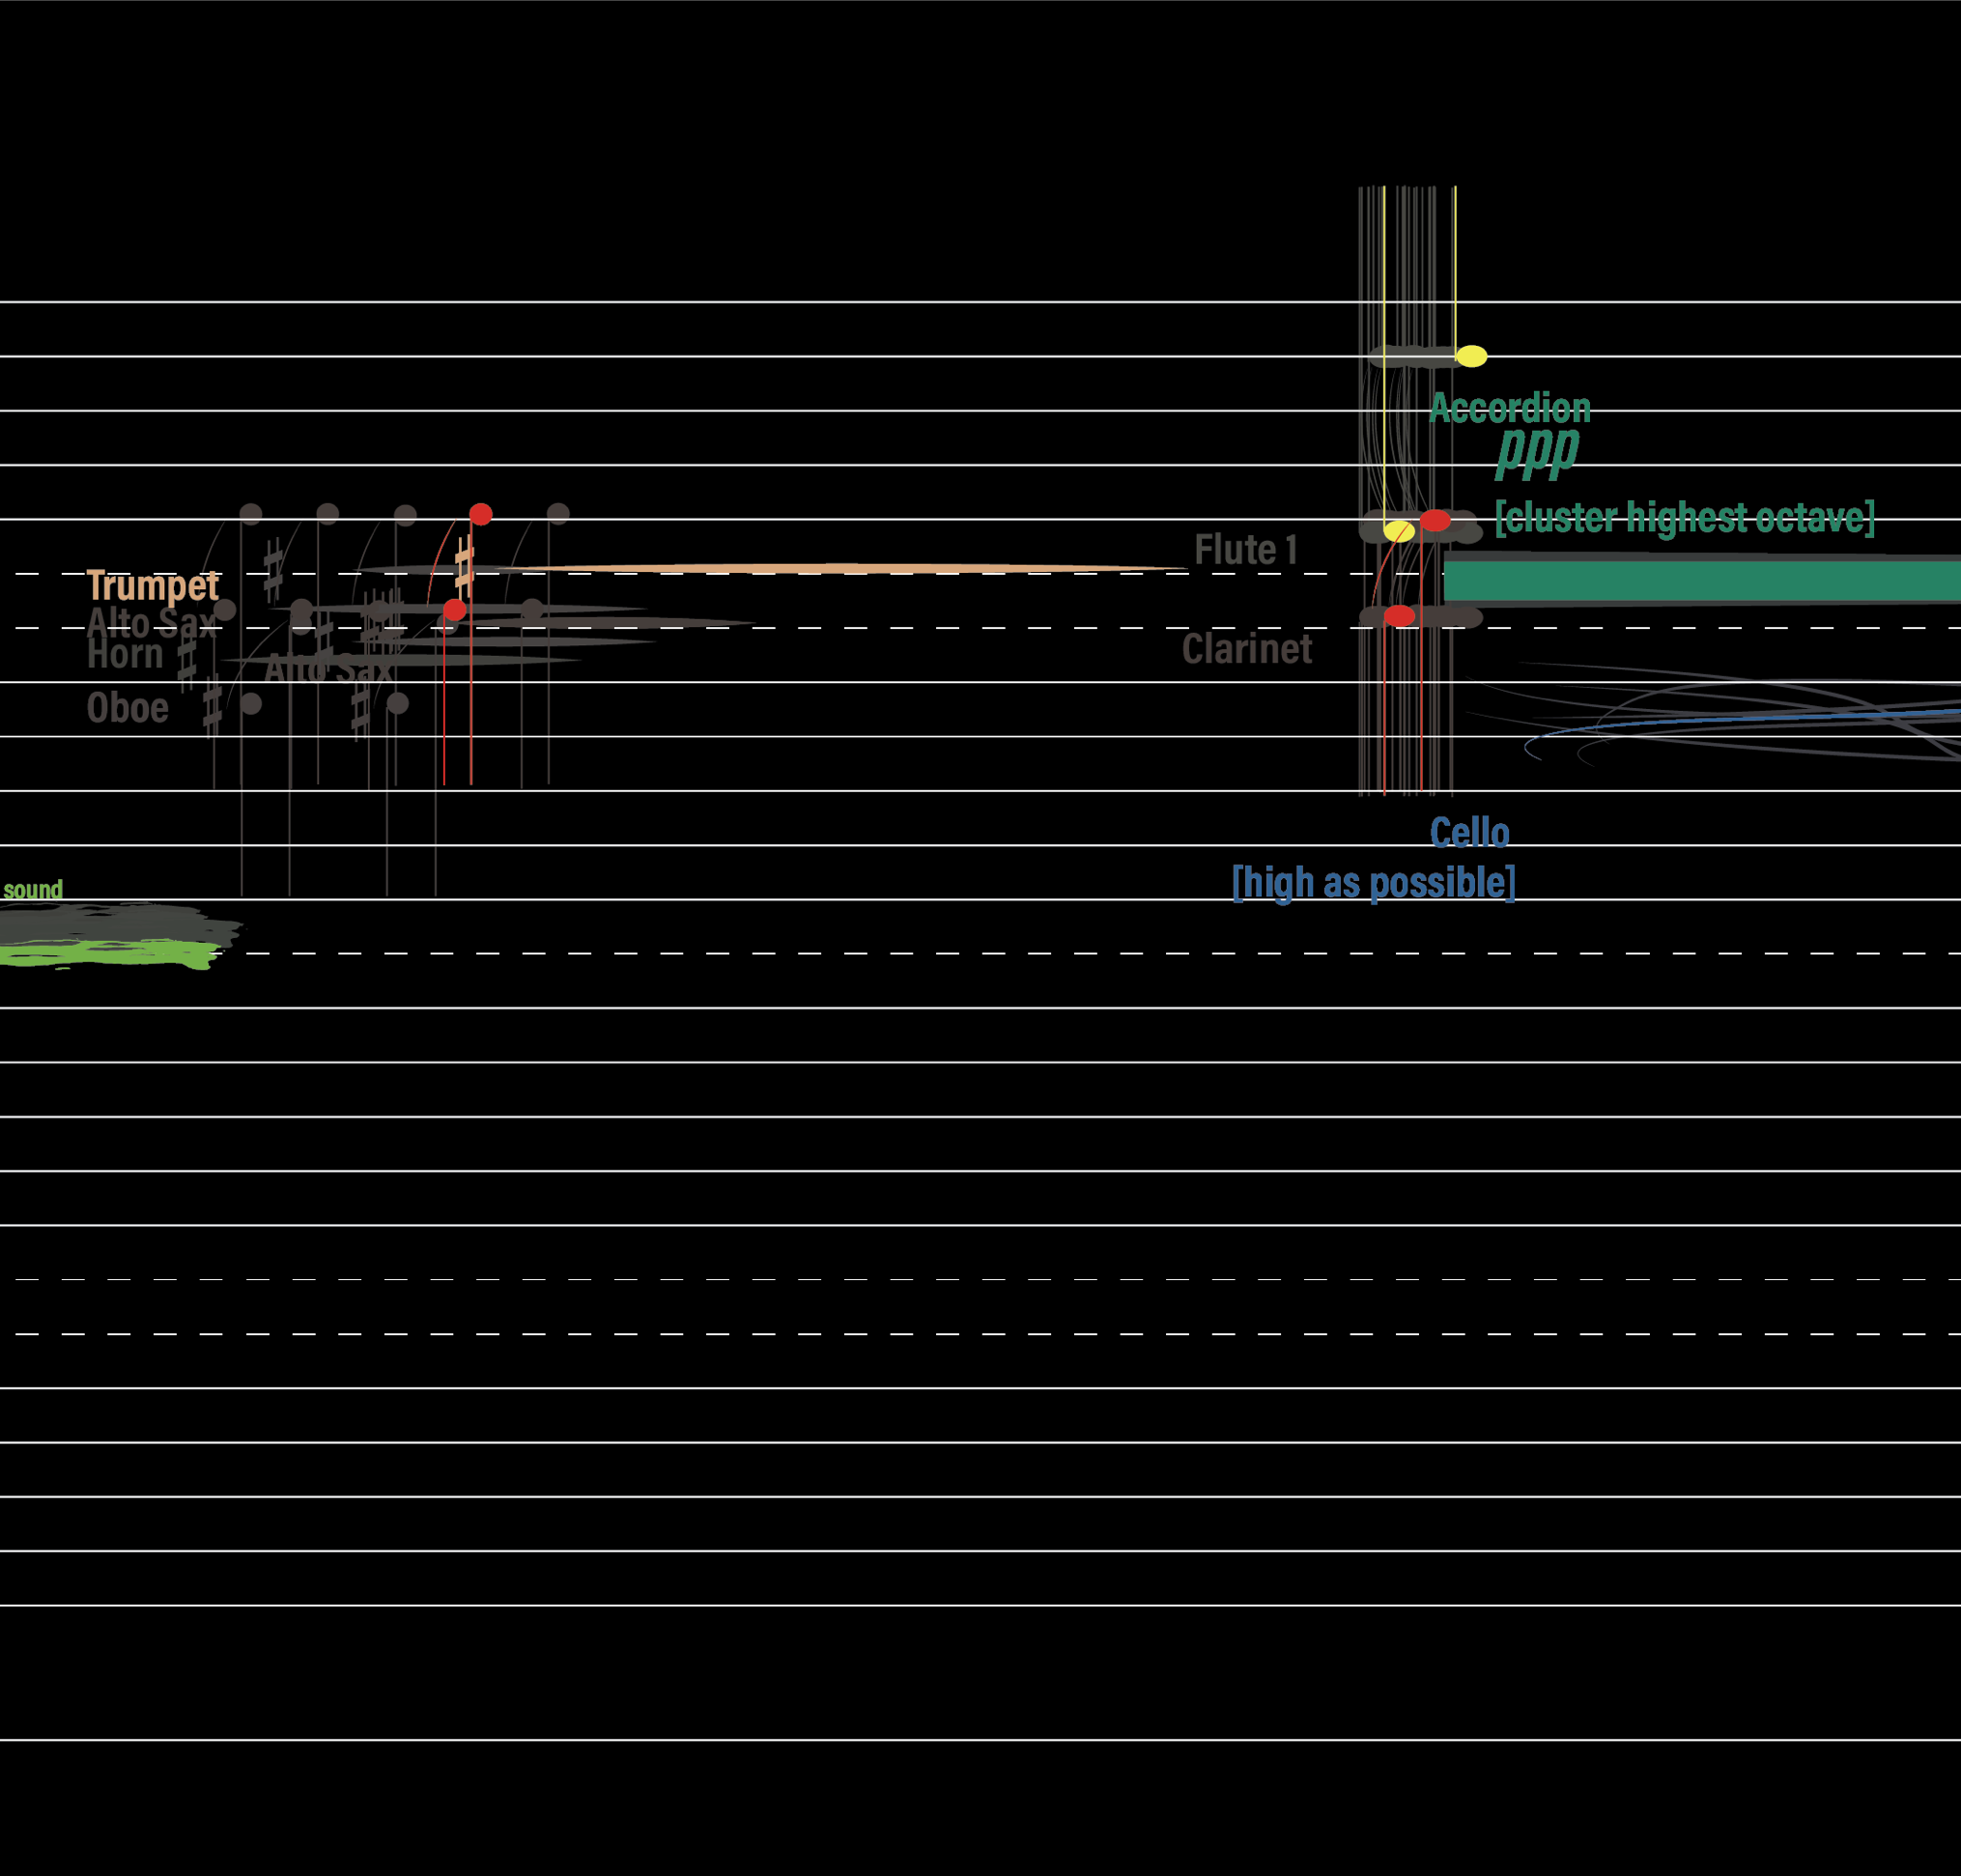 Accordion
ppp
[cluster highest octave]
Flute 1
Trumpet
Alto Sax
Horn
Alto Sax
Clarinet
Oboe
Cello
[high as possible]
sound